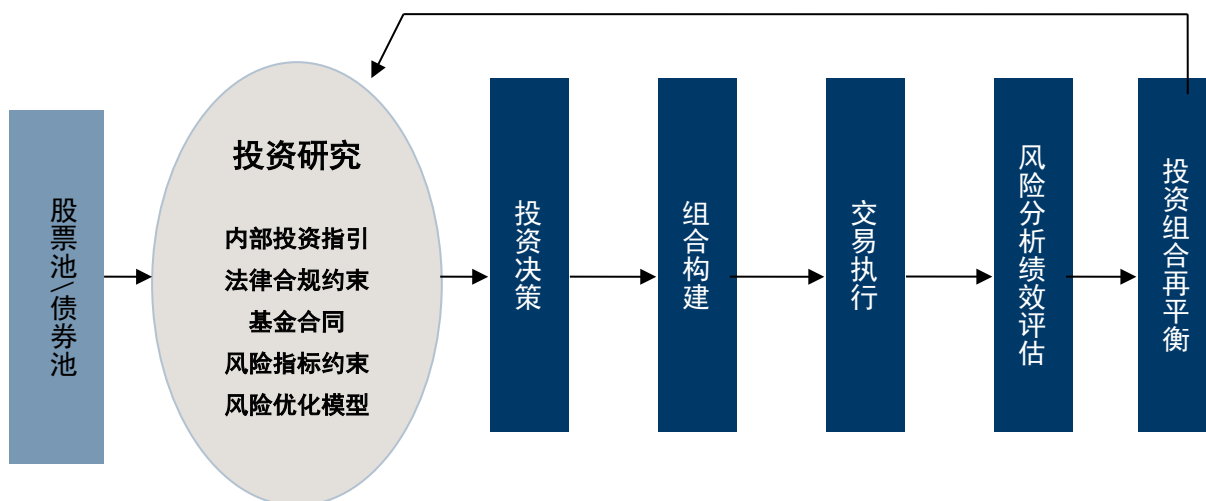 股票池\债券池
投资研究
内部投资指引
法律合规约束
基金合同
风险指标约束
风险优化模型
投资决策
组合构建
交易执行
风险分析绩效评估
投资组合再平衡